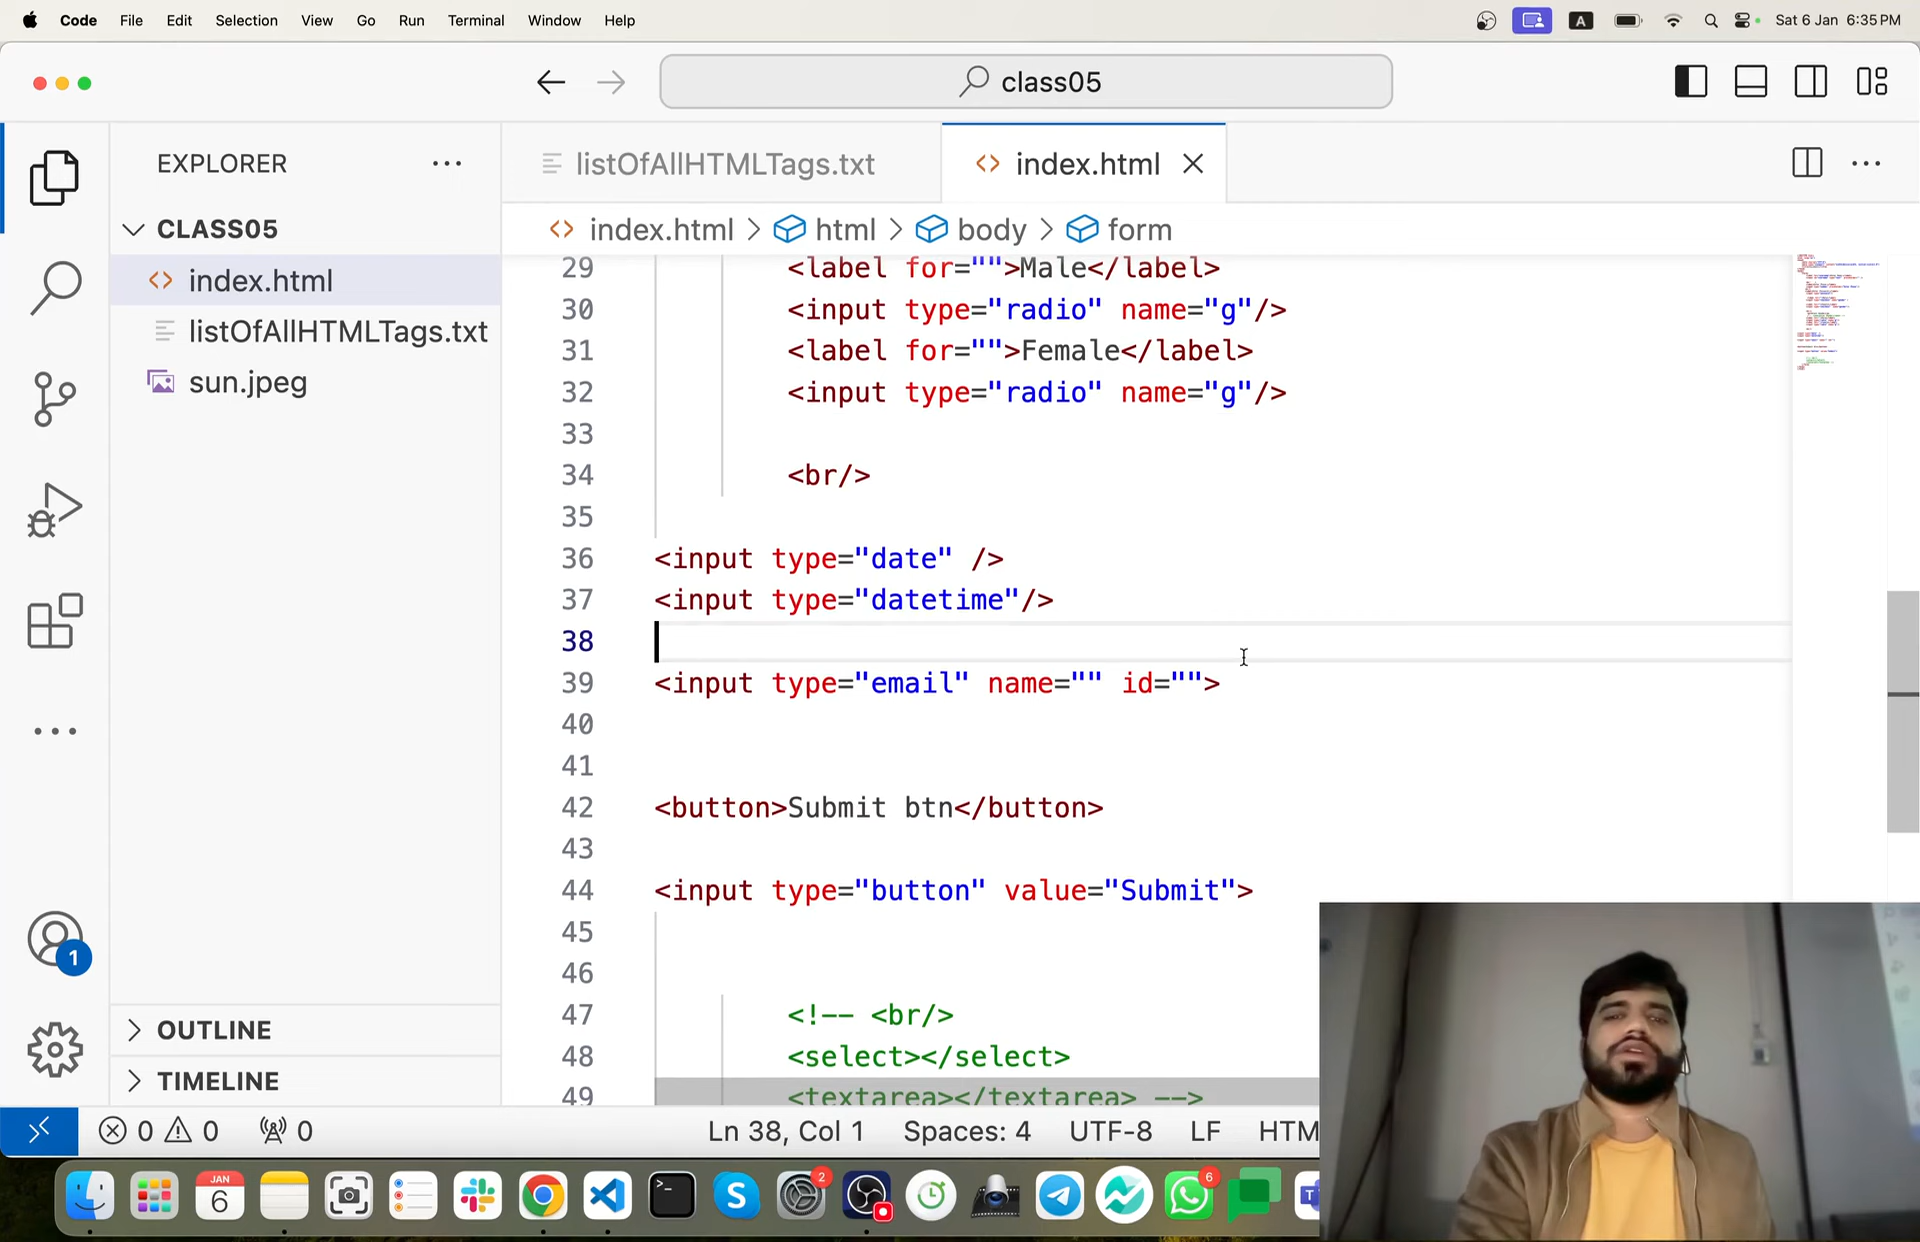 Code File Edit Selection View Go Run Terminal Window Help A Sat 6 Jan 6:35 PM
class05
EXPLORER
listOfAllHTMLTags.txt index.html
CLASS05
index.html > html > body > form
index.html
listOfAllHTMLTags.txt
sun.jpeg
29 <label for="">Male</label>
30 <input type="radio" name="g"/>
31 <label for="">Female</label>
32 <input type="radio" name="g"/>
33
34 <br/>
35
36 <input type="date" />
37 <input type="datetime"/>
38
39 <input type="email" name="" id="">
40
41
42 <button>Submit btn</button>
43
44 <input type="button" value="Submit">
45
46
47 <!-- <br/>
48 <select></select>
49 <textarea></textarea> -->
1
OUTLINE
TIMELINE
0 0 0 Ln 38, Col 1 Spaces: 4 UTF-8 LF HTM
JAN
6
S
2
6
T